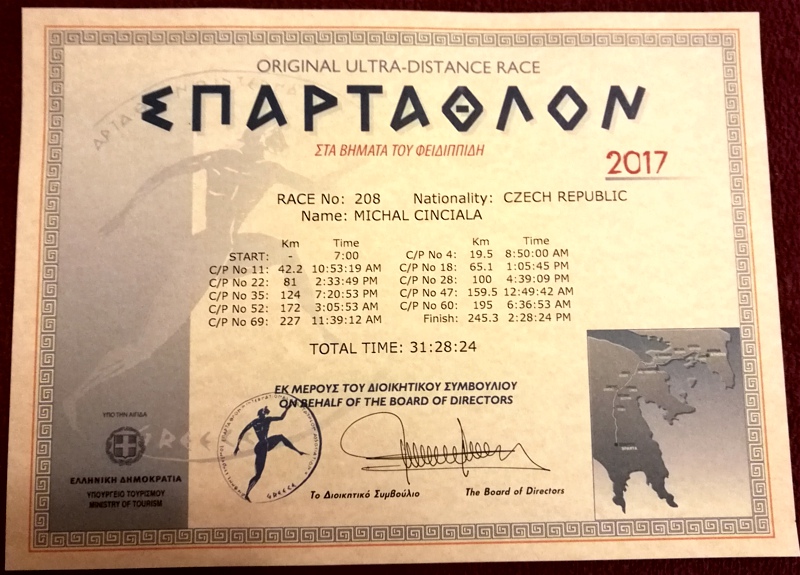 ORIGINAL ULTRA-DISTANCE RACE
ΣΠΑΡΤΑΘΛΟΝ
ΣΤΑ ΒΗΜΑΤΑ ΤΟΥ ΦΕΙΔΙΠΠΙΔΗ
2017
RACE No: 208 Nationality: CZECH REPUBLIC
Name: MICHAL CINCIALA
Km Time Km Time
START: - 7:00 C/P No 4: 19.5 8:50:00 AM
C/P No 11: 42.2 10:53:19 AM C/P No 18: 65.1 1:05:45 PM
C/P No 22: 81 2:33:49 PM C/P No 28: 100 4:39:09 PM
C/P No 35: 124 7:20:53 PM C/P No 47: 159.5 12:49:42 AM
C/P No 52: 172 3:05:53 AM C/P No 60: 195 6:36:53 AM
C/P No 69: 227 11:39:12 AM Finish: 245.3 2:28:24 PM
TOTAL TIME: 31:28:24
ΕΚ ΜΕΡΟΥΣ ΤΟΥ ΔΙΟΙΚΗΤΙΚΟΥ ΣΥΜΒΟΥΛΙΟΥ
ON BEHALF OF THE BOARD OF DIRECTORS
ΥΠΟ ΤΗΝ ΑΙΓΙΔΑ
GREECE
ΕΛΛΗΝΙΚΗ ΔΗΜΟΚΡΑΤΙΑ
ΥΠΟΥΡΓΕΙΟ ΤΟΥΡΙΣΜΟΥ
MINISTRY OF TOURISM
GREECE
Το Διοικητικό Συμβούλιο The Board of Directors